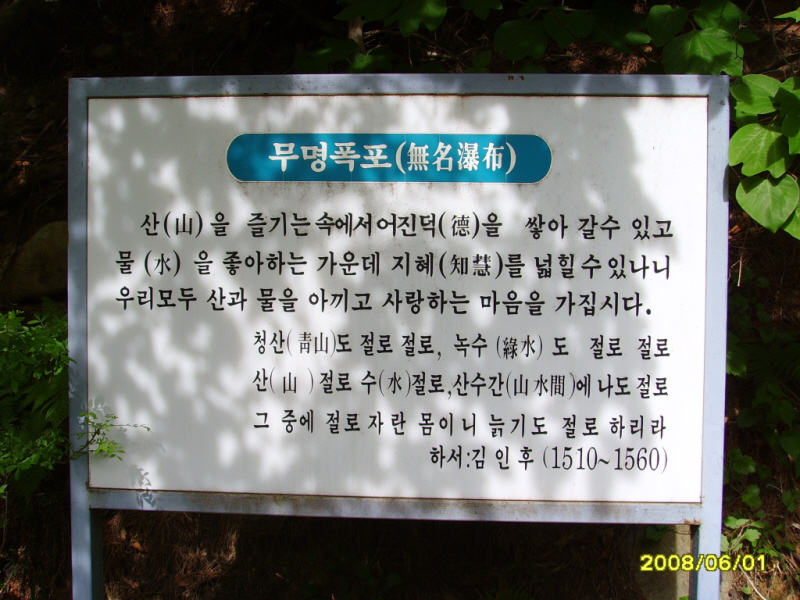 무명폭포(無名瀑布)
산(山)을 즐기는속에서어진덕(德)을 쌓아 갈수 있고
물(水)을좋아하는 가운데 지혜(知慧)를 넓힐수있나니
우리모두 산과 물을 아끼고 사랑하는 마음을 가집시다.
청산(靑山)도 절로 절로, 녹수(綠水)도 절로 절로
산(山)절로 수(水)절로,산수간(山水間)에나도절로
그 중에 절로자란 몸이니 늙기도 절로 하리라
하서:김인후(1510~1560)
2008/06/01